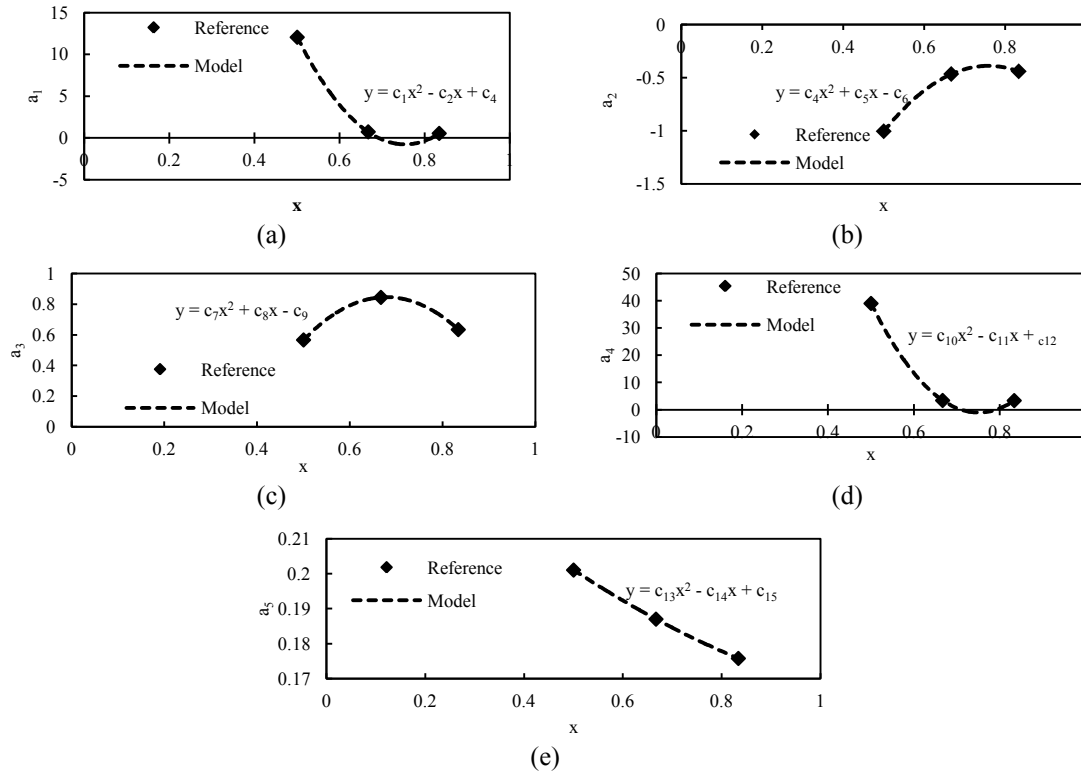 15
10
5
0
-5
a₁
Reference
Model
y = c₁x² - c₂x + c₄
0 0.2 0.4 0.6 0.8 1
x
(a)
0
-0.5
-1
-1.5
a₂
0 0.2 0.4 0.6 0.8
y = c₄x² + c₅x - c₆
Reference
Model
x
(b)
1
0.8
0.6
0.4
0.2
0
a₃
y = c₇x² + c₈x - c₉
Reference
Model
0 0.2 0.4 0.6 0.8 1
x
(c)
50
40
30
20
10
0
-10
a₄
Reference
Model
y = c₁₀x² - c₁₁x + c12
0 0.2 0.4 0.6 0.8
x
(d)
0.21
0.2
0.19
0.18
0.17
a₅
Reference
Model
y = c₁₃x² - c₁₄x + c₁₅
0 0.2 0.4 0.6 0.8 1
x
(e)